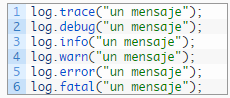 1 log.trace("un mensaje");
2 log.debug("un mensaje");
3 log.info("un mensaje");
4 log.warn("un mensaje");
5 log.error("un mensaje");
6 log.fatal("un mensaje");